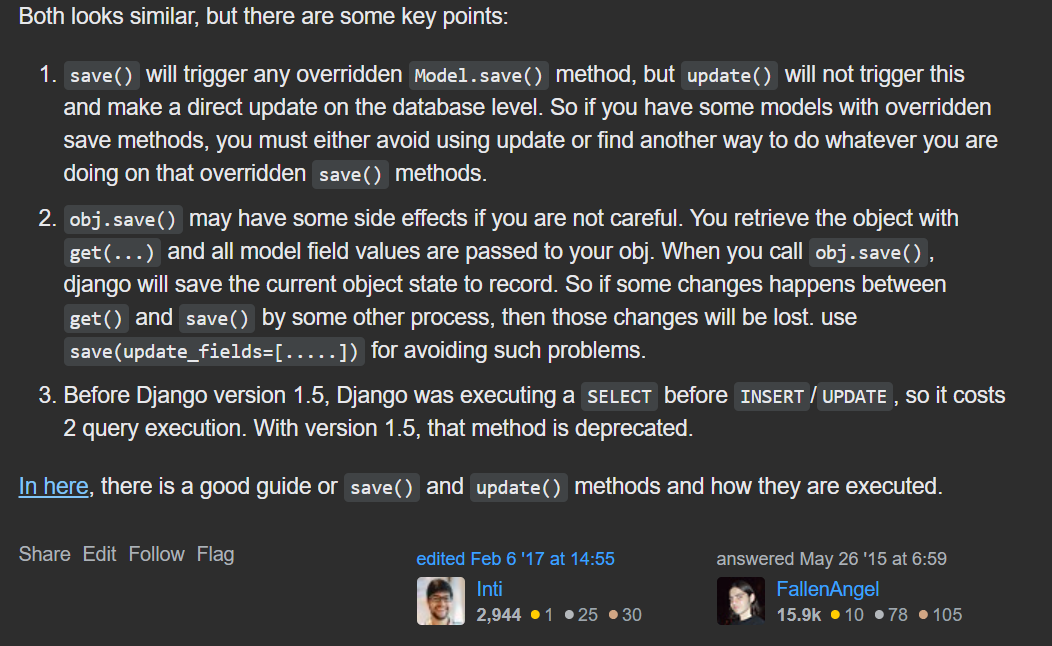 Both looks similar, but there are some key points:
1. save() will trigger any overridden Model.save() method, but update() will not trigger this
and make a direct update on the database level. So if you have some models with overridden
save methods, you must either avoid using update or find another way to do whatever you are
doing on that overridden save() methods.
2. obj.save() may have some side effects if you are not careful. You retrieve the object with
get(...) and all model field values are passed to your obj. When you call obj.save(),
django will save the current object state to record. So if some changes happens between
get() and save() by some other process, then those changes will be lost. use
save(update_fields=[.....]) for avoiding such problems.
3. Before Django version 1.5, Django was executing a SELECT before INSERT/UPDATE, so it costs
2 query execution. With version 1.5, that method is deprecated.
In here, there is a good guide or save() and update() methods and how they are executed.
Share Edit Follow Flag
edited Feb 6 '17 at 14:55
Inti
2,944 1 25 30
answered May 26 '15 at 6:59
FallenAngel
15.9k 10 78 105